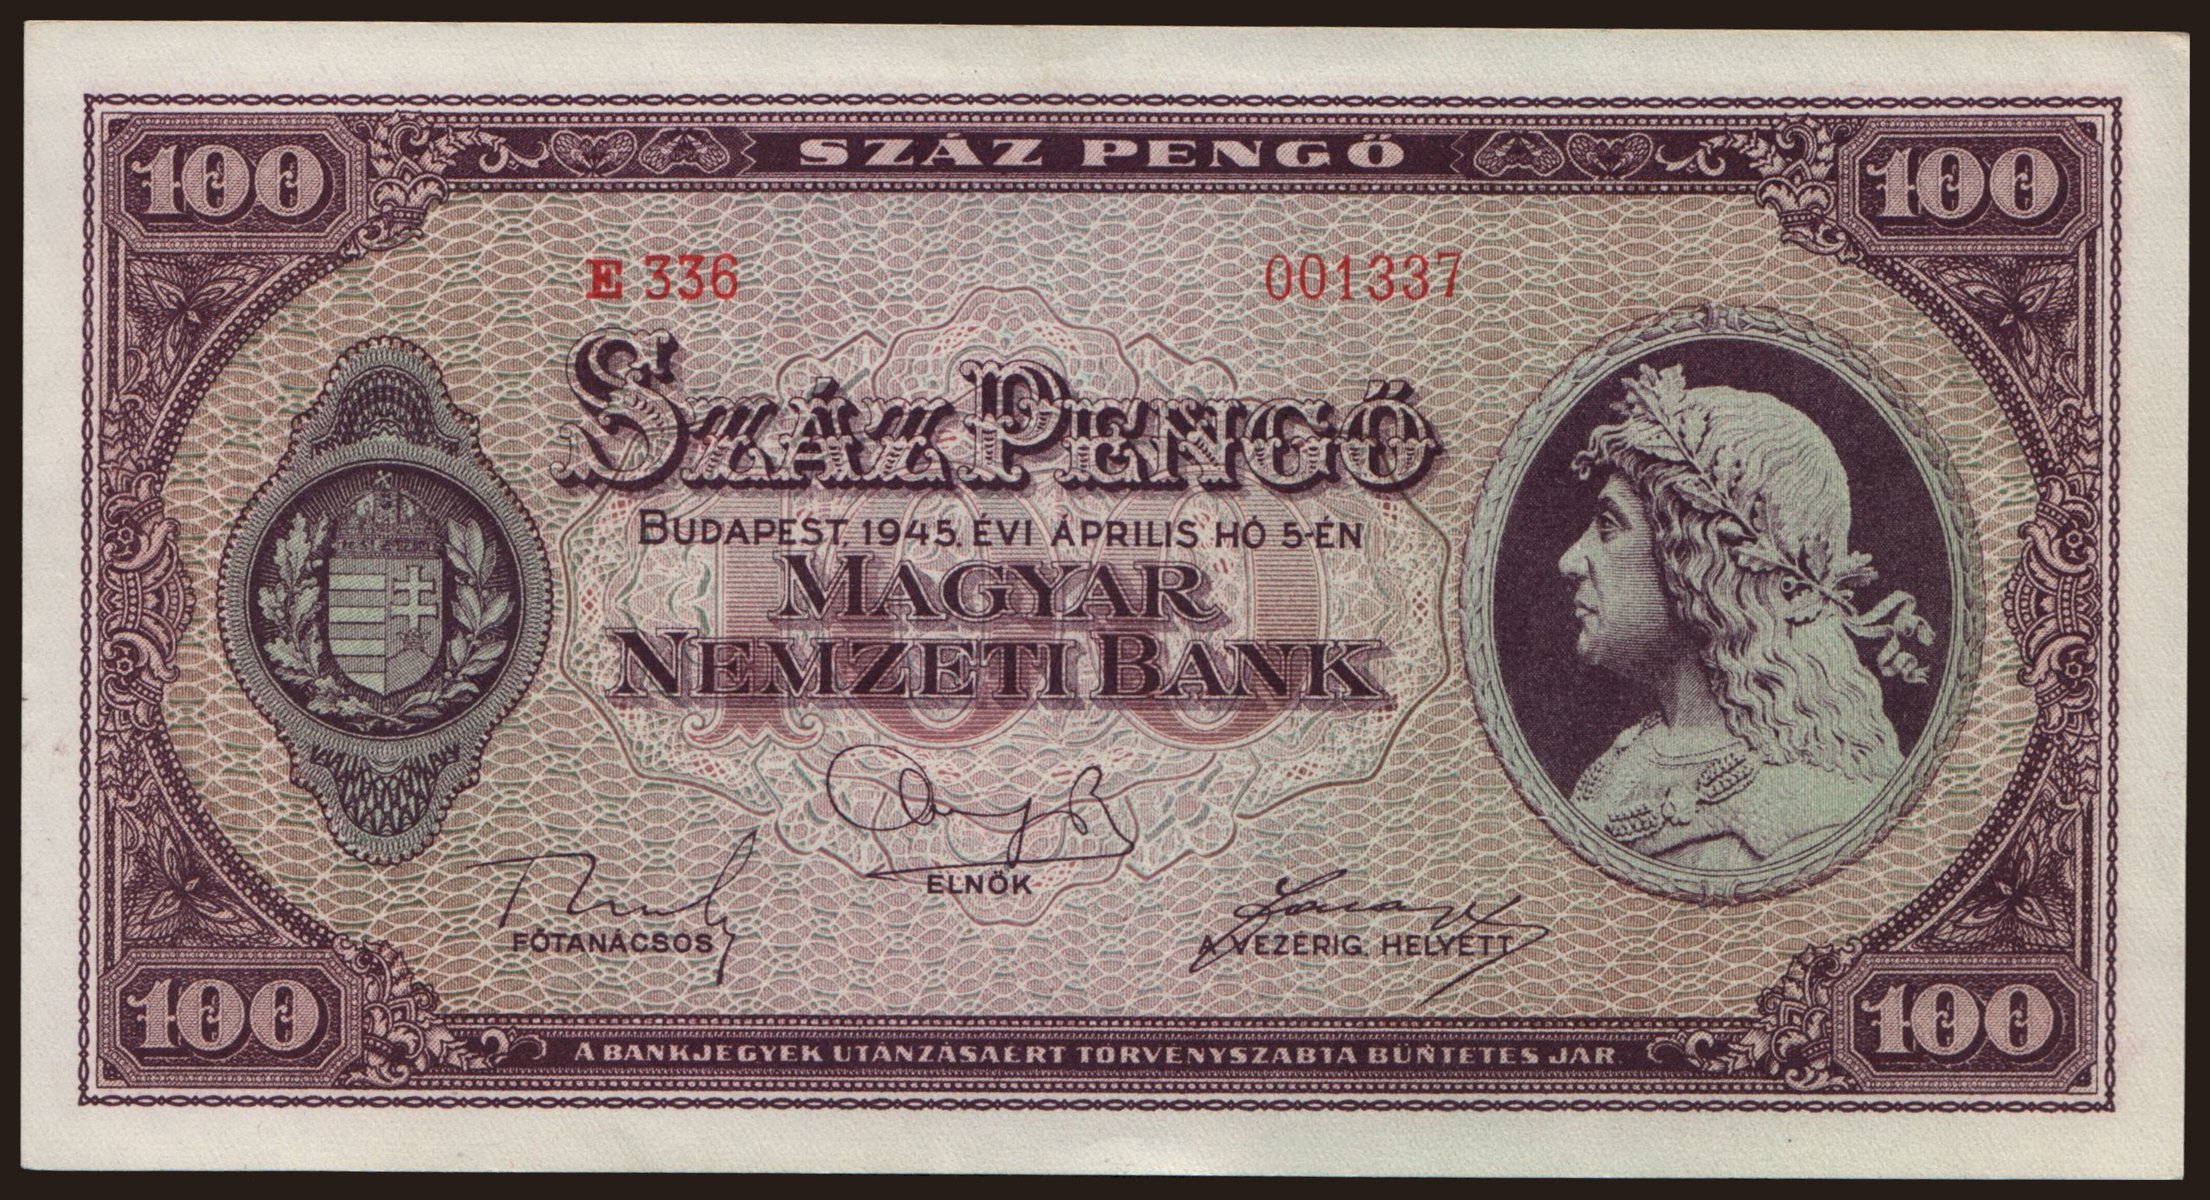 100 SZÁZ PENGŐ 100
E 336 001337
SZÁZ PENGŐ
BUDAPEST, 1945. ÉVI ÁPRILIS HÓ 5-ÉN
MAGYAR
NEMZETI BANK
ELNÖK
FŐTANÁCSOS A VEZÉRIG. HELYETT
100 A BANKJEGYEK UTÁNZÁSÁÉRT TÖRVÉNYSZABTA BÜNTETÉS JÁR. 100